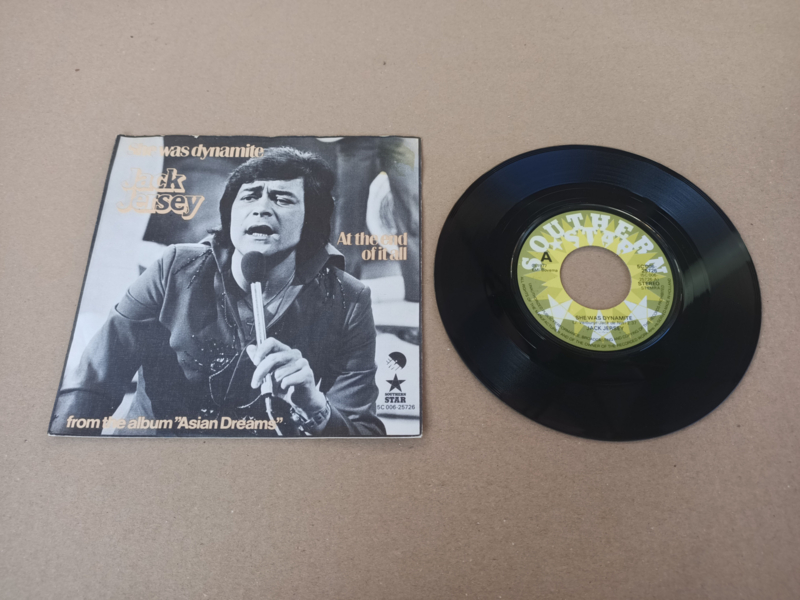 She was dynamite
Jack
Jersey
At the end
of it all
SOUTHERN
STAR
5C 006-25726
from the album "Asian Dreams"
SOUTHERN
STAR
A
STEREO
SHE WAS DYNAMITE
JACK JERSEY